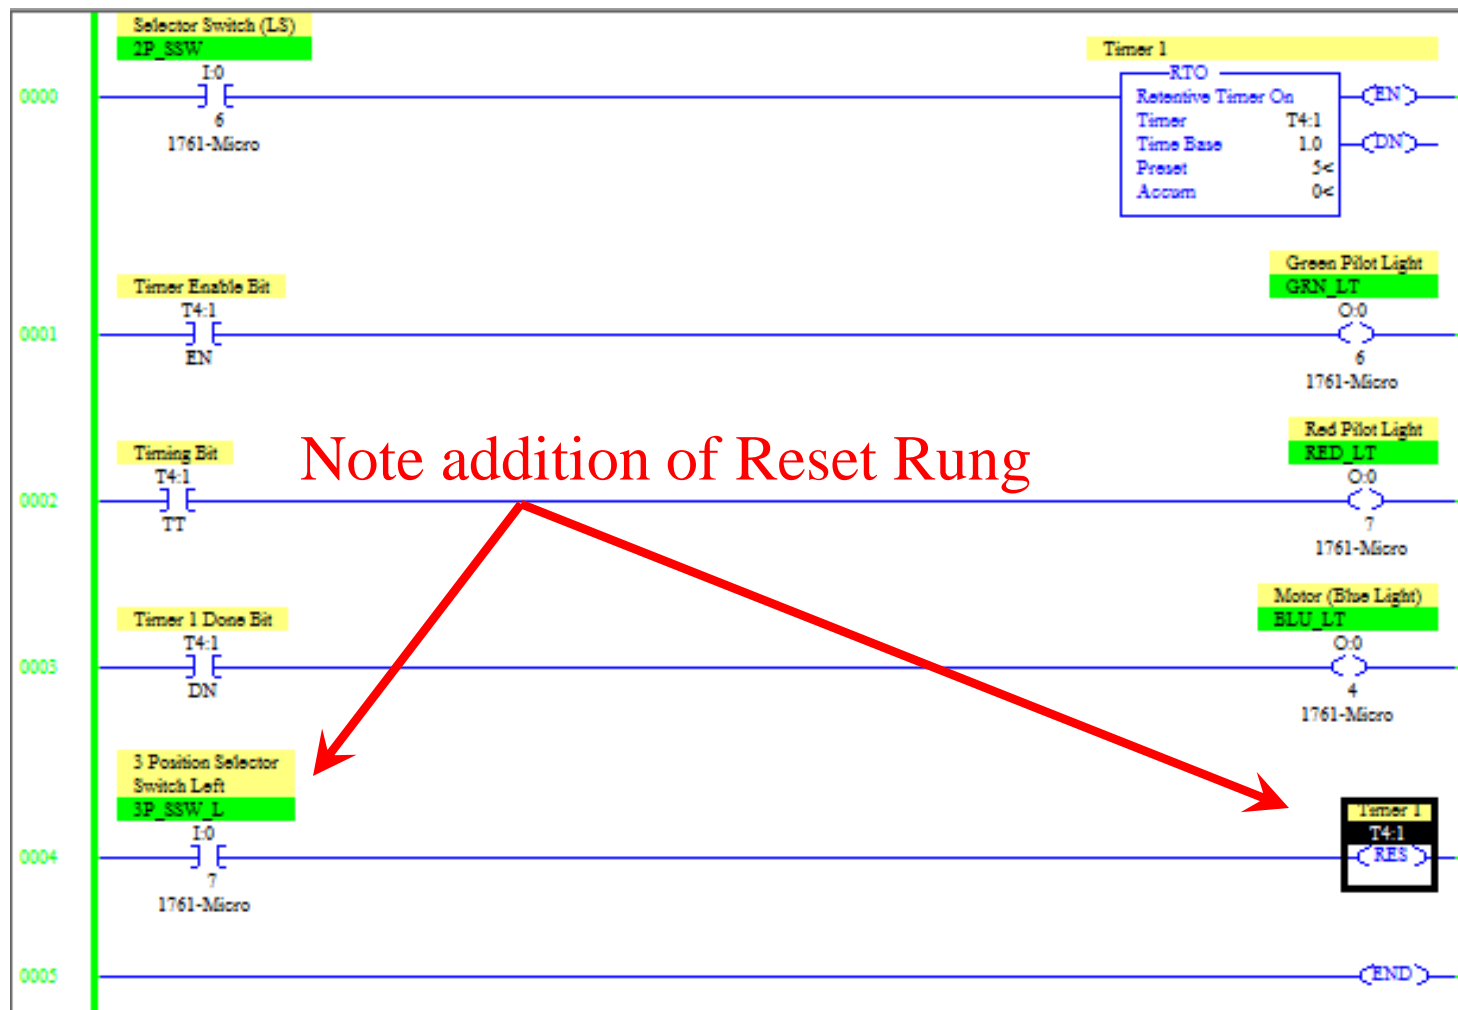 Selector Switch (LS)
2P_SSW
I:0
6
1761-Micro
0000
Timer 1
RTO
Retentive Timer On
Timer T4:1
Time Base 1.0
Preset 5<
Accum 0<
EN
DN
Timer Enable Bit
T4:1
EN
0001
Green Pilot Light
GRN_LT
O:0
6
1761-Micro
Note addition of Reset Rung
Timing Bit
T4:1
TT
0002
Red Pilot Light
RED_LT
O:0
7
1761-Micro
Timer 1 Done Bit
T4:1
DN
0003
Motor (Blue Light)
BLU_LT
O:0
4
1761-Micro
3 Position Selector
Switch Left
3P_SSW_L
I:0
7
1761-Micro
0004
Timer 1
T4:1
RES
0005
END